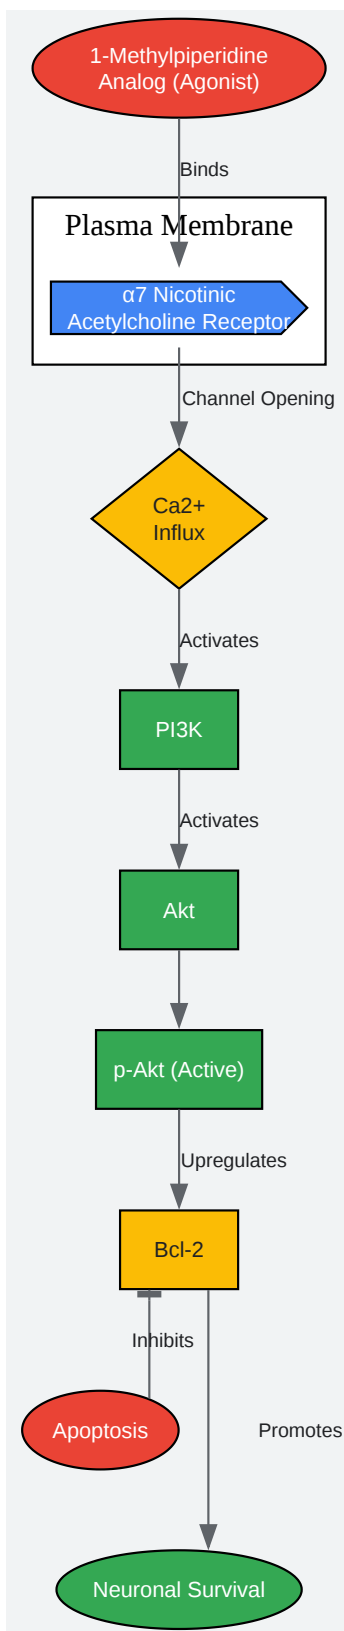 1-Methylpiperidine
Analog (Agonist)
Binds
Plasma Membrane
α7 Nicotinic
Acetylcholine Receptor
Channel Opening
Ca2+
Influx
Activates
PI3K
Activates
Akt
p-Akt (Active)
Upregulates
Bcl-2
Inhibits
Apoptosis
Promotes
Neuronal Survival